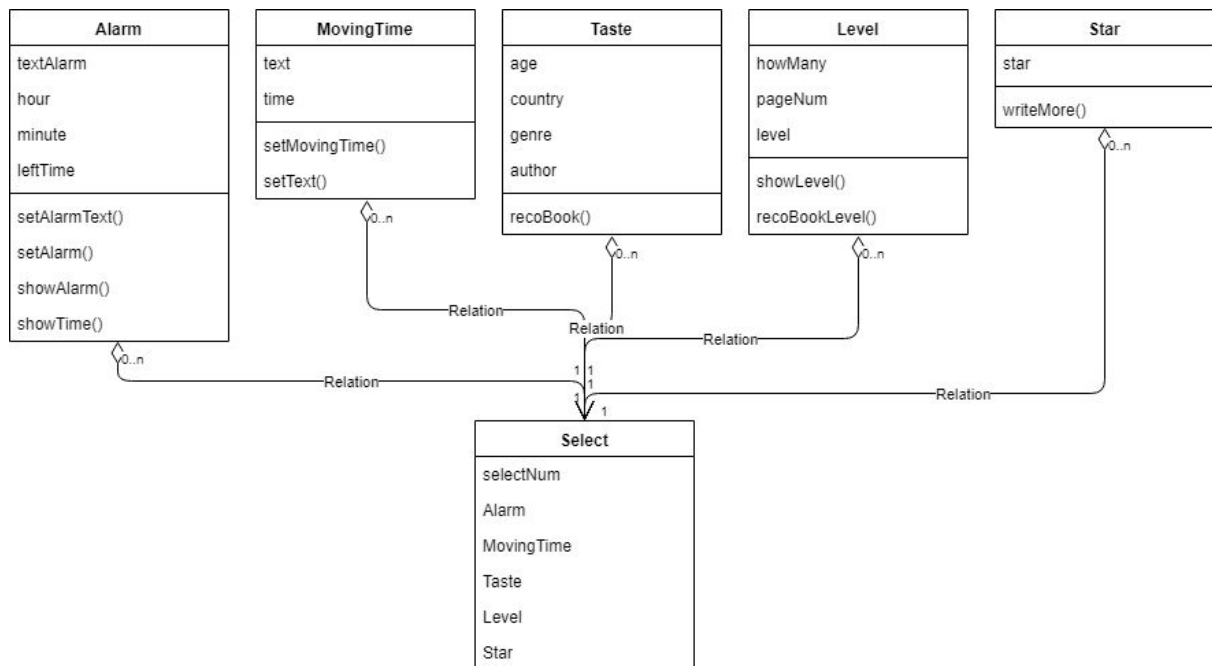 Alarm
textAlarm
hour
minute
leftTime
setAlarmText()
setAlarm()
showAlarm()
showTime()
0..n
MovingTime
text
time
setMovingTime()
setText()
0..n
Taste
age
country
genre
author
recoBook()
0..n
Level
howMany
pageNum
level
showLevel()
recoBookLevel()
0..n
Star
star
writeMore()
0..n
Relation
Relation
Relation
Relation
Relation
1 1
1
1
1
Select
selectNum
Alarm
MovingTime
Taste
Level
Star